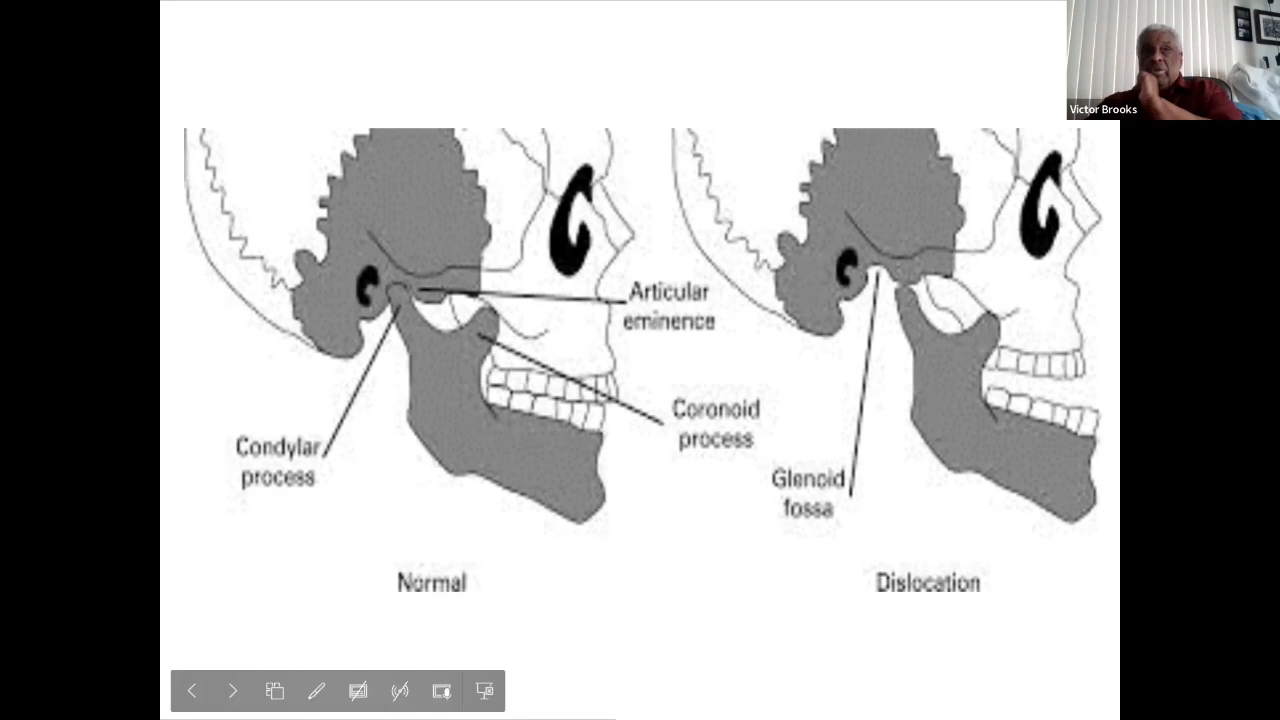 Victor Brooks
Articular
eminence
Coronoid
process
Condylar
process
Glenoid
fossa
Normal
Dislocation